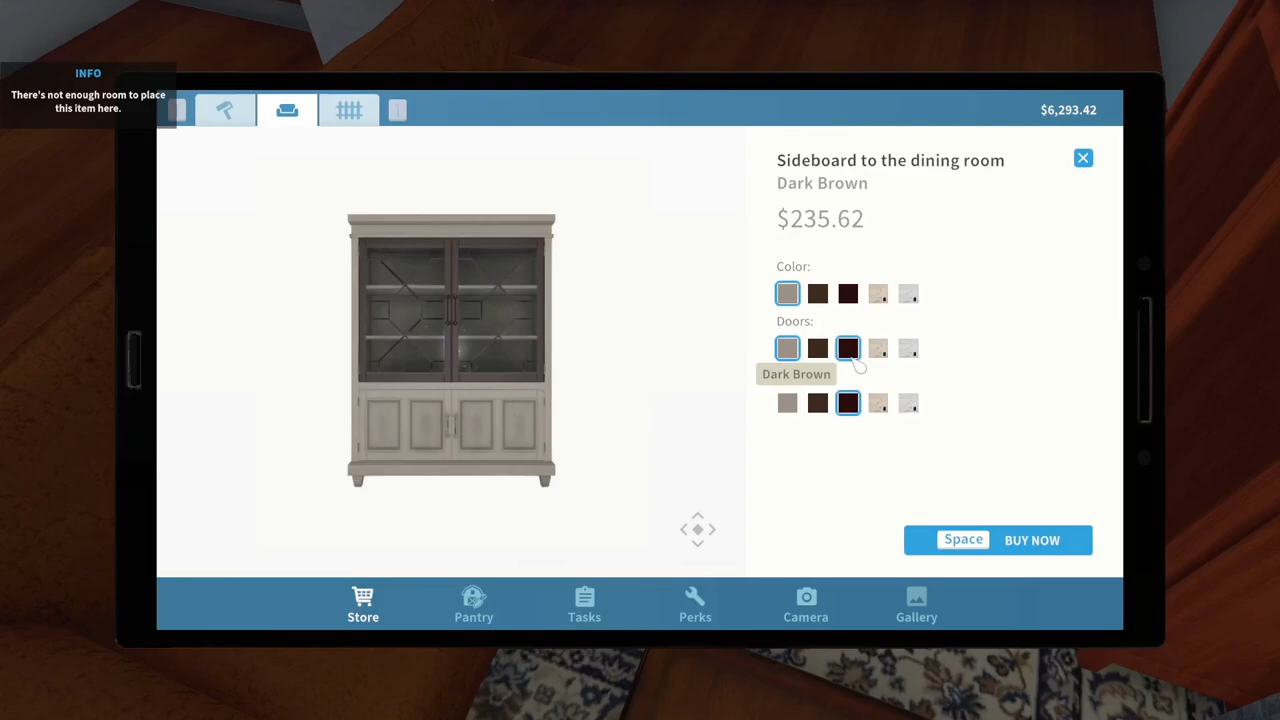 INFO
There's not enough room to place
this item here.
$6,293.42
Sideboard to the dining room
Dark Brown
$235.62
Color:
Doors:
Dark Brown
Space BUY NOW
Store
Pantry
Tasks
Perks
Camera
Gallery